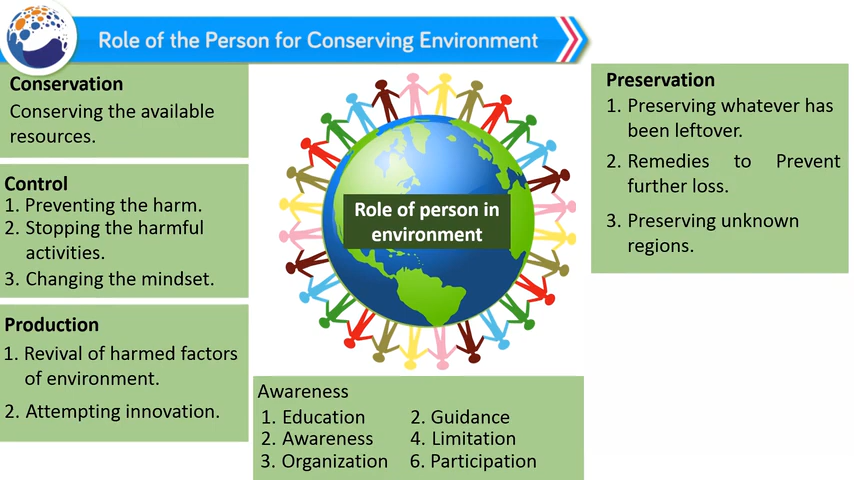 Role of the Person for Conserving Environment
Conservation
Conserving the available
resources.
Control
1. Preventing the harm.
2. Stopping the harmful
activities.
3. Changing the mindset.
Production
1. Revival of harmed factors
of environment.
2. Attempting innovation.
Role of person in
environment
Awareness
1. Education 2. Guidance
2. Awareness 4. Limitation
3. Organization 6. Participation
Preservation
1. Preserving whatever has
been leftover.
2. Remedies to Prevent
further loss.
3. Preserving unknown
regions.